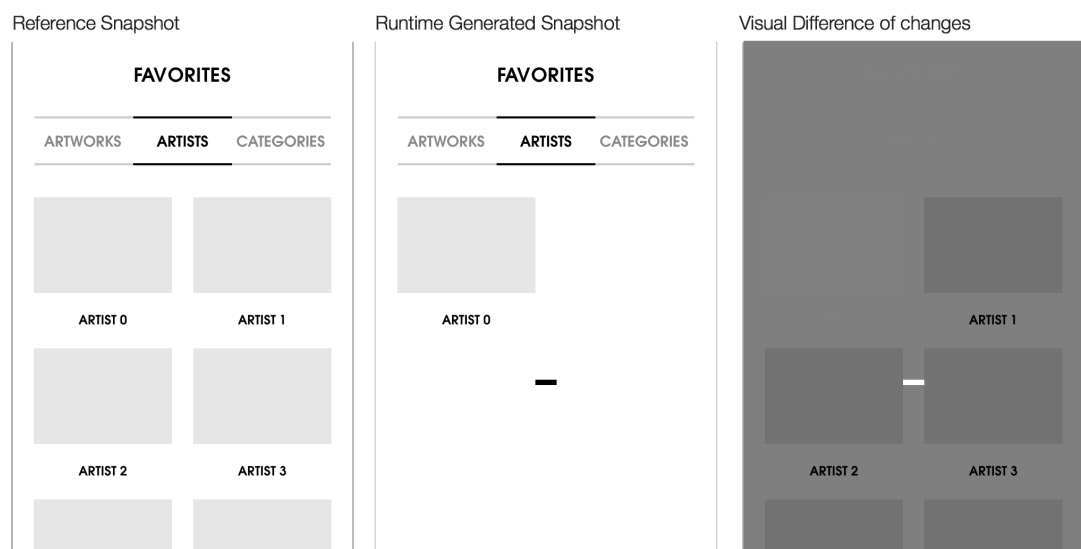 Reference Snapshot
FAVORITES
ARTWORKS ARTISTS CATEGORIES
ARTIST 0 ARTIST 1
ARTIST 2 ARTIST 3
Runtime Generated Snapshot
FAVORITES
ARTWORKS ARTISTS CATEGORIES
ARTIST 0
Visual Difference of changes
ARTIST 1
ARTIST 2 ARTIST 3